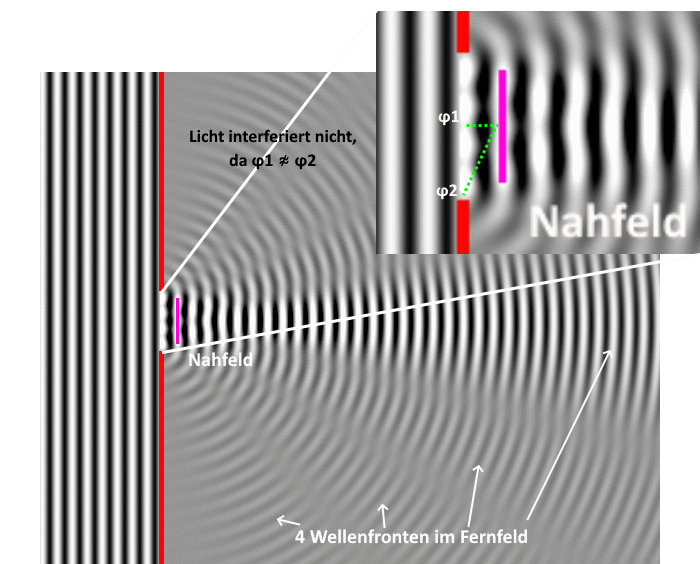 Licht interferiert nicht,
da φ1 ≉ φ2
φ1
φ2
Nahfeld
Nahfeld
4 Wellenfronten im Fernfeld